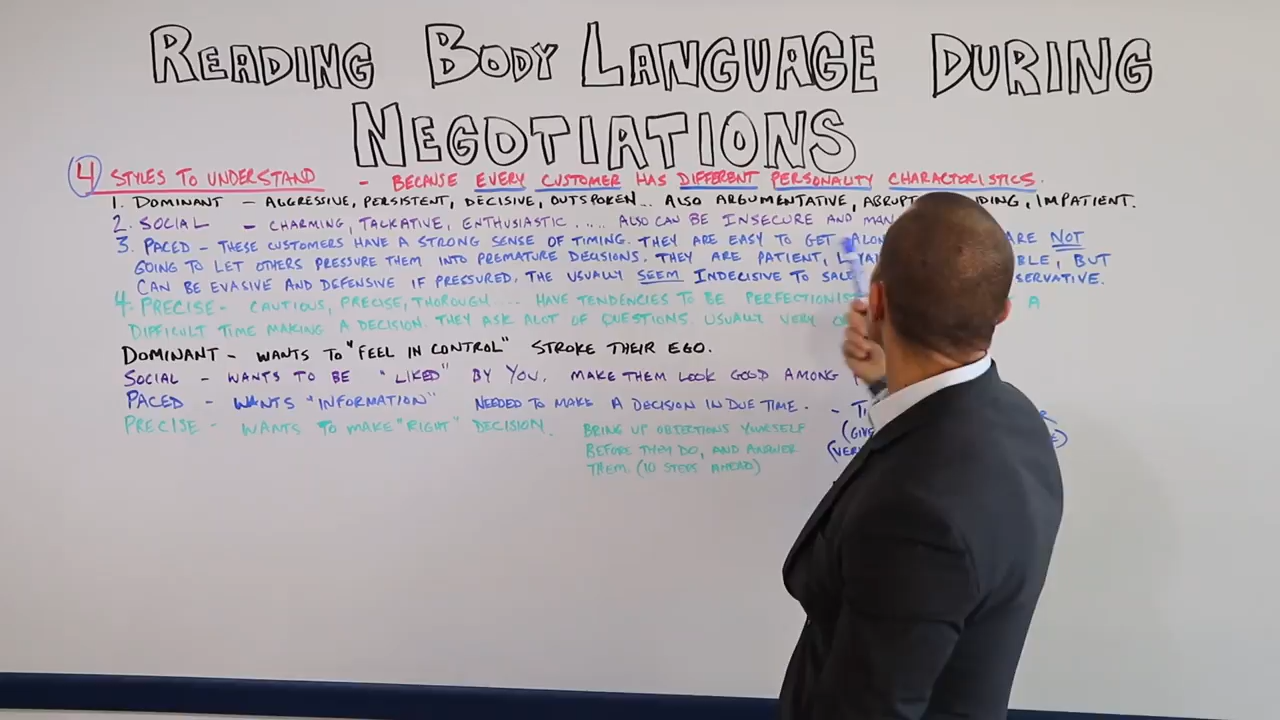 READING BODY LANGUAGE DURING
NEGOTIATIONS
4 STYLES TO UNDERSTAND - BECAUSE EVERY CUSTOMER HAS DIFFERENT PERSONALITY CHARACTERISTICS.
1. DOMINANT - AGGRESSIVE, PERSISTENT, DECISIVE, OUTSPOKEN... ALSO ARGUMENTATIVE, ABRUPT IMPATIENT.
2. SOCIAL - CHARMING, TALKATIVE, ENTHUSIASTIC ..... ALSO CAN BE INSECURE AND
3. PACED - THESE CUSTOMERS HAVE A STRONG SENSE OF TIMING. THEY ARE EASY TO GET ALONG ARE NOT
GOING TO LET OTHERS PRESSURE THEM INTO PREMATURE DECISIONS. THEY ARE PATIENT, BUT
CAN BE EVASIVE AND DEFENSIVE IF PRESSURED. THE USUALLY SEEM INDECISIVE TO
4. PRECISE - CAUTIOUS, PRECISE, THOROUGH.... HAVE TENDENCIES TO BE A
DIFFICULT TIME MAKING A DECISION. THEY ASK ALOT OF QUESTIONS. USUALLY VERY
DOMINANT - WANTS TO "FEEL IN CONTROL" STROKE THEIR EGO.
SOCIAL - WANTS TO BE "LIKED" BY YOU. MAKE THEM LOOK GOOD AMONG
PACED - WANTS "INFORMATION" NEEDED TO MAKE A DECISION IN DUE TIME. -
PRECISE - WANTS TO MAKE "RIGHT" DECISION. BRING UP OBJECTIONS YOURSELF
BEFORE THEY DO, AND ANSWER
THEM. (10 STEPS AHEAD)